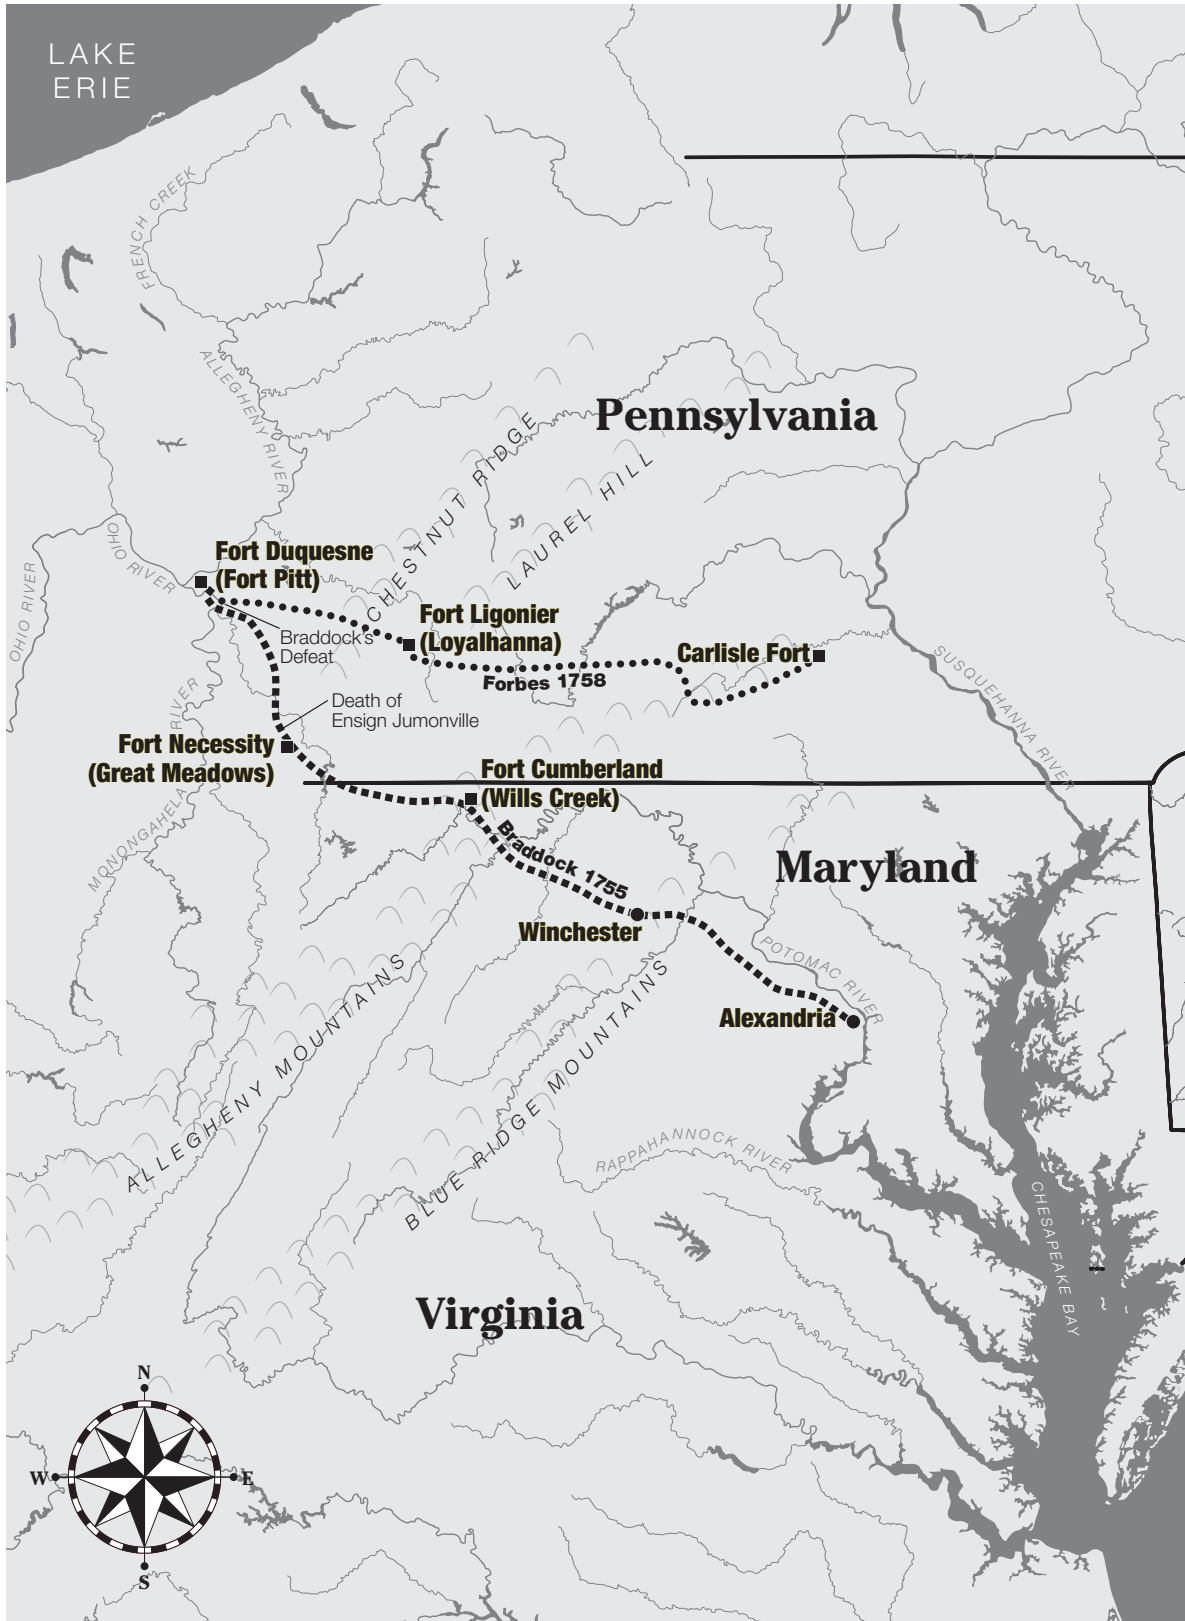 LAKE
ERIE
FRENCH CREEK
ALLEGHENY RIVER
Pennsylvania
CHESTNUT RIDGE
LAUREL HILL
OHIO RIVER
OHIO RIVER
Fort Duquesne
(Fort Pitt)
Braddock's
Defeat
Fort Ligonier
(Loyalhanna)
Carlisle Fort
Forbes 1758
SUSQUEHANNA RIVER
Death of
Ensign Jumonville
Fort Necessity
(Great Meadows)
MONONGAHELA RIVER
Fort Cumberland
(Wills Creek)
Braddock 1755
Maryland
Winchester
POTOMAC RIVER
Alexandria
ALLEGHENY MOUNTAINS
BLUE RIDGE MOUNTAINS
RAPPAHANNOCK RIVER
CHESAPEAKE BAY
Virginia
N
W
E
S